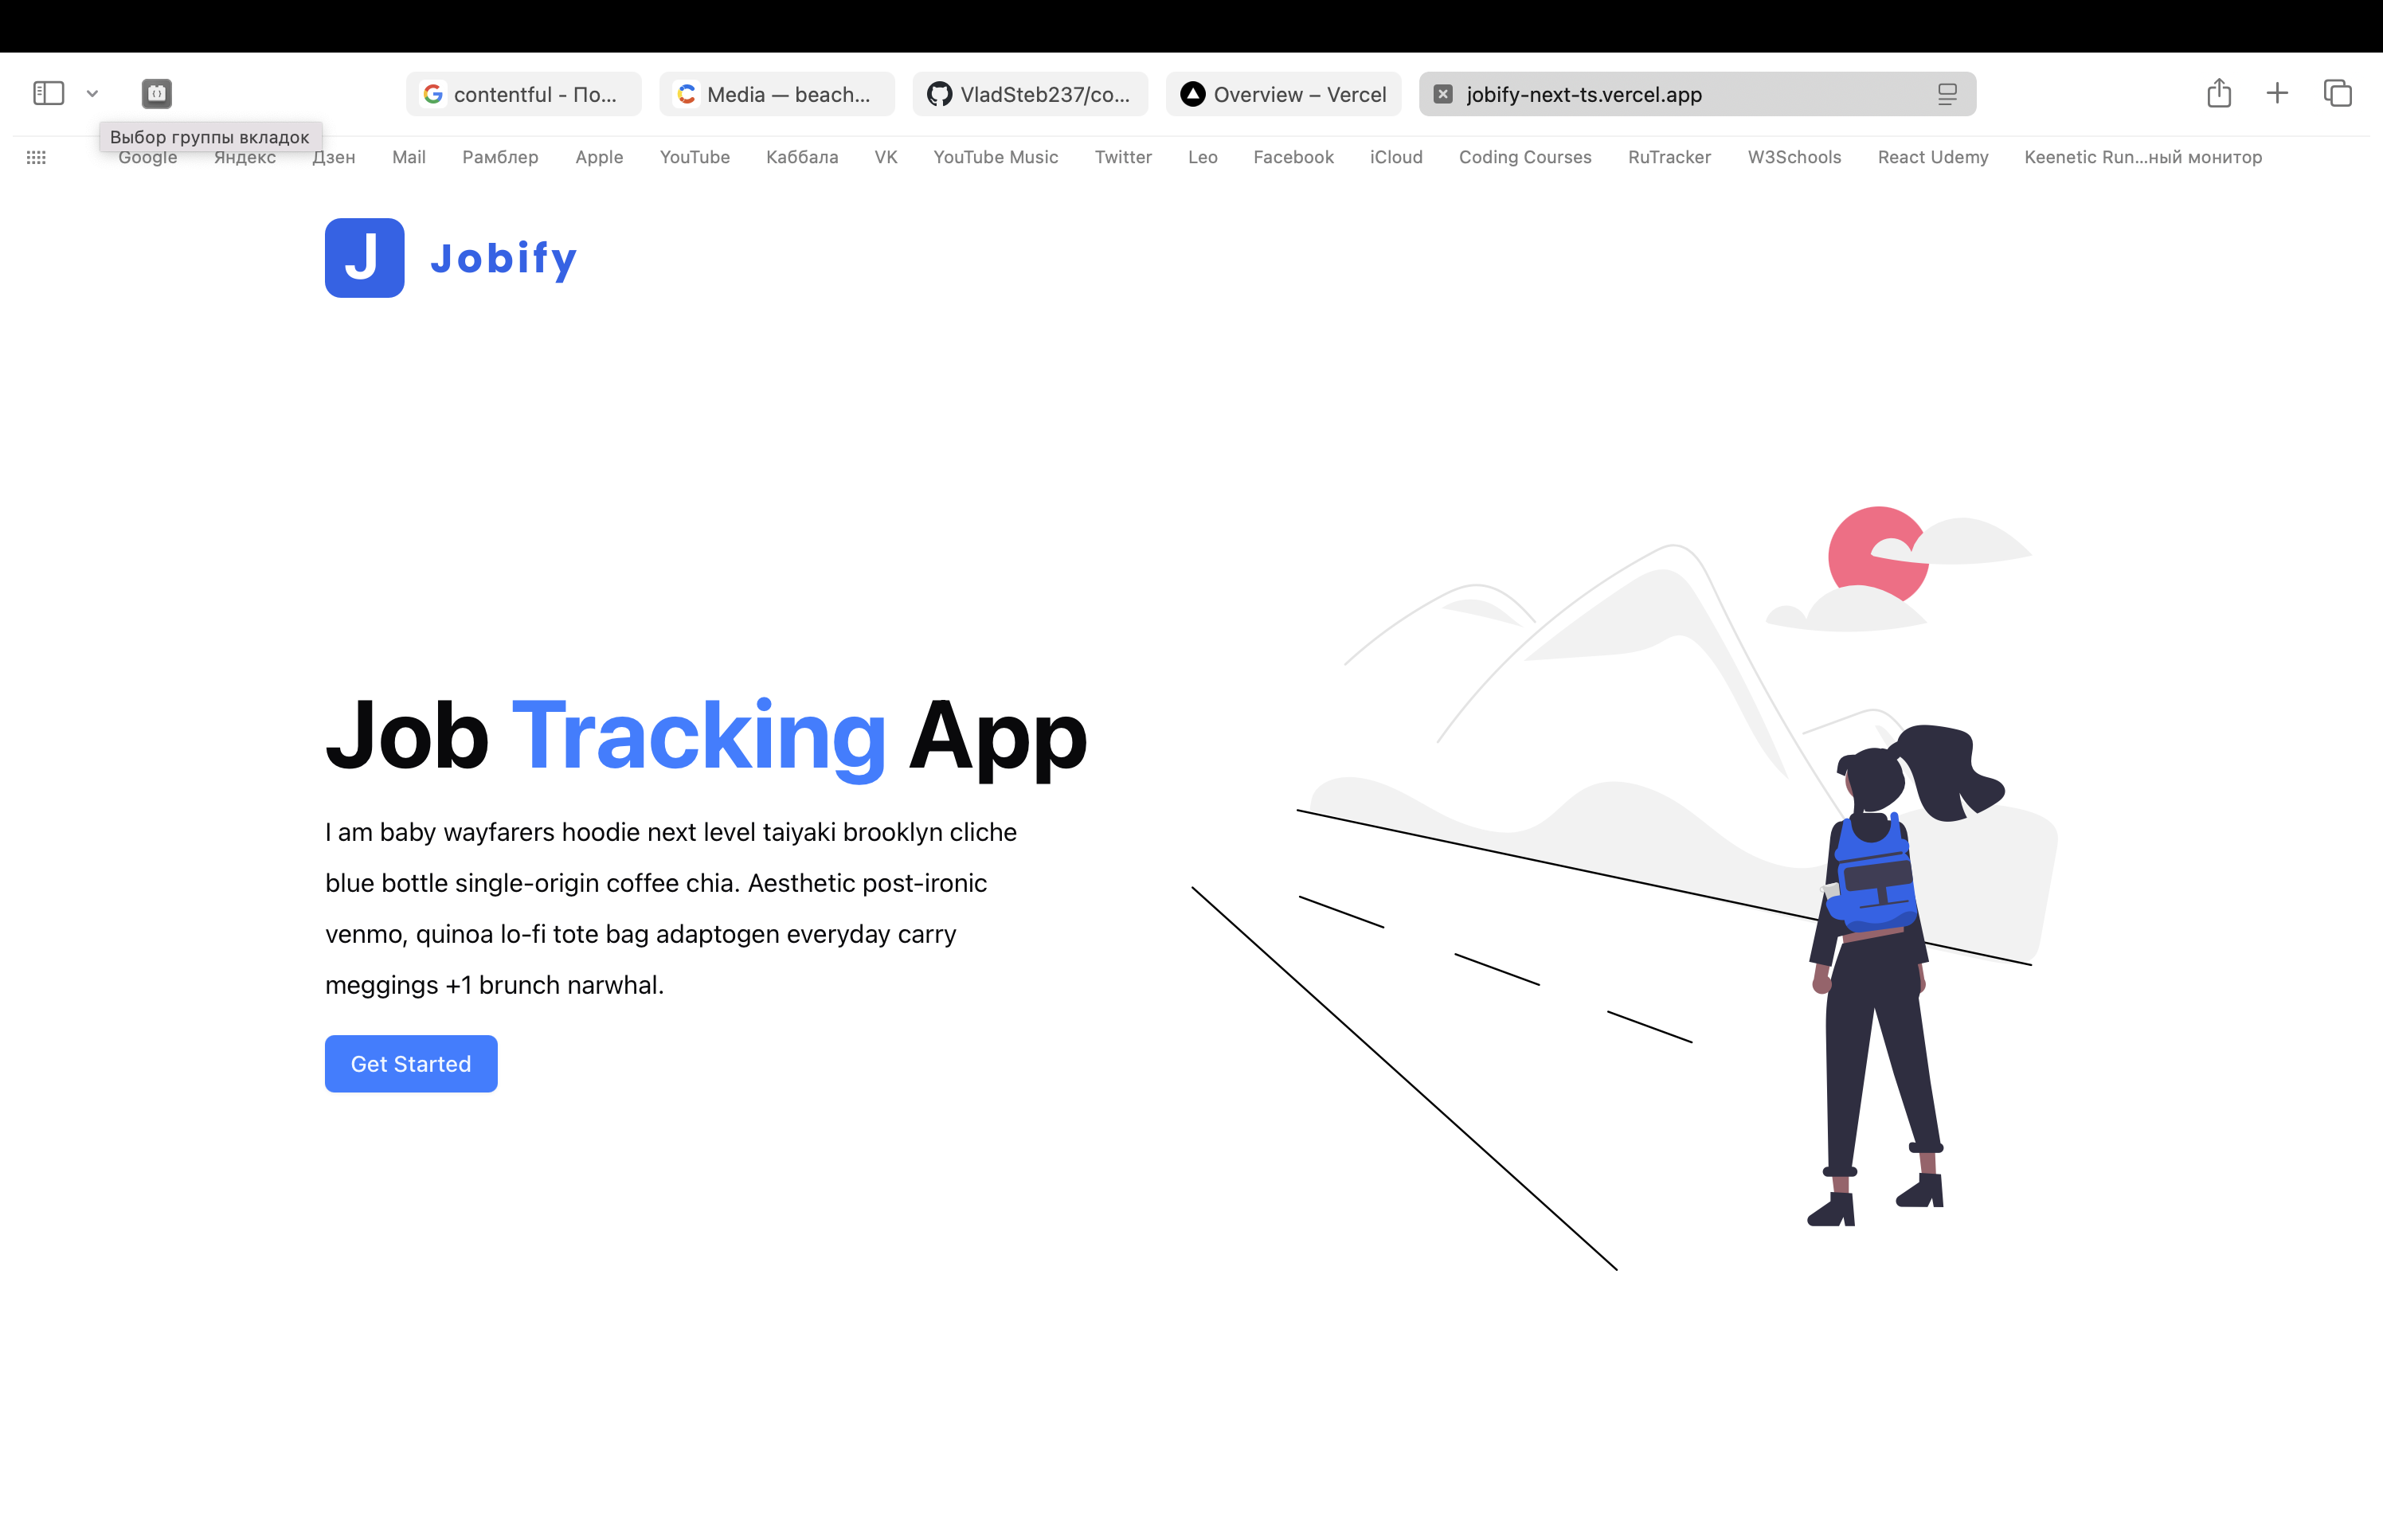 contentful - По...
Media — beach...
VladSteb237/co...
Overview – Vercel
jobify-next-ts.vercel.app
Выбор группы вкладок
Google Яндекс Дзен Mail Рамблер Apple YouTube Каббала VK YouTube Music Twitter Leo Facebook iCloud Coding Courses RuTracker W3Schools React Udemy Keenetic Run...ный монитор
J Jobify
Job Tracking App
I am baby wayfarers hoodie next level taiyaki brooklyn cliche
blue bottle single-origin coffee chia. Aesthetic post-ironic
venmo, quinoa lo-fi tote bag adaptogen everyday carry
meggings +1 brunch narwhal.
Get Started